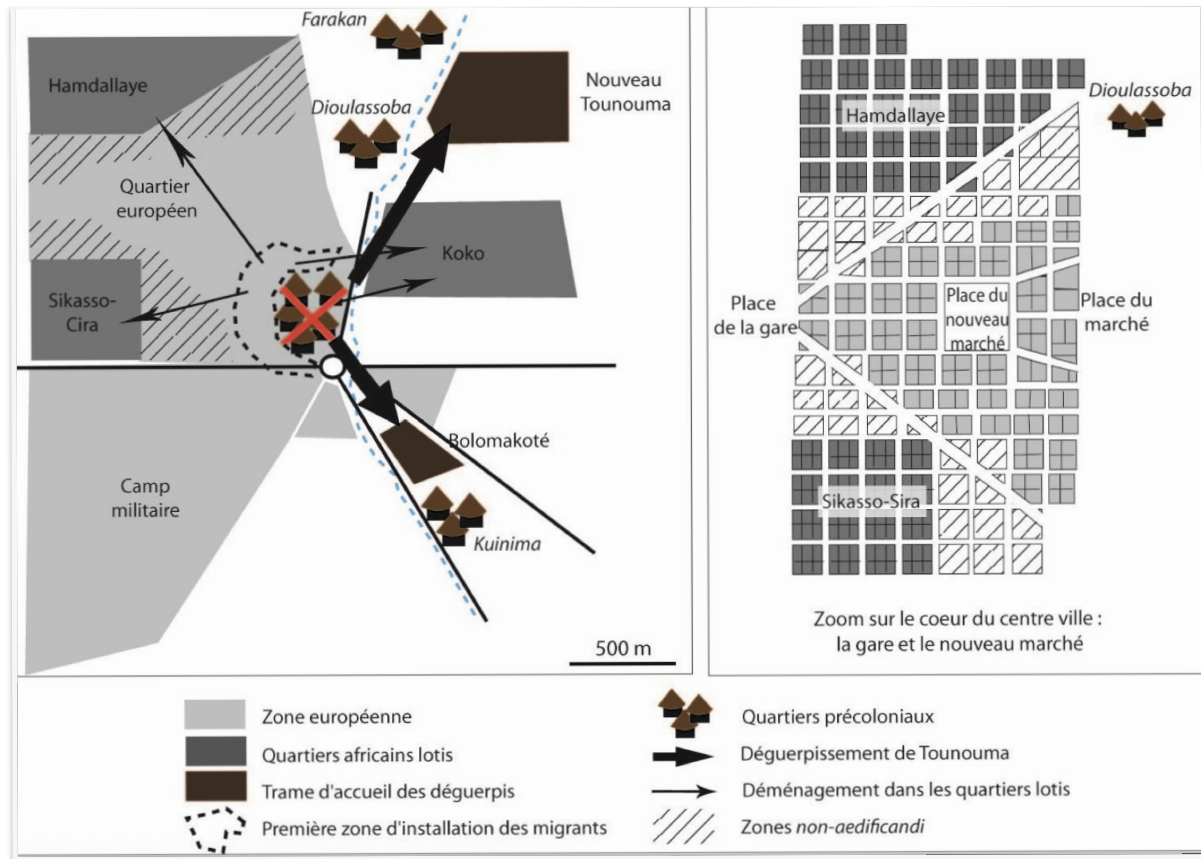 Farakan
Hamdallaye
Dioulassoba
Nouveau
Tounouma
Quartier
européen
Koko
Sikasso-
Cira
Bolomakoté
Camp
militaire
Kuinima
500 m
Dioulassoba
Hamdallaye
Place
de la gare
Place du
nouveau
marché
Place du
marché
Sikasso-Sira
Zoom sur le coeur du centre ville :
la gare et le nouveau marché
Zone européenne
Quartiers africains lotis
Trame d'accueil des déguerpis
Première zone d'installation des migrants
Quartiers précoloniaux
Déguerpissement de Tounouma
Déménagement dans les quartiers lotis
Zones non-aedificandi